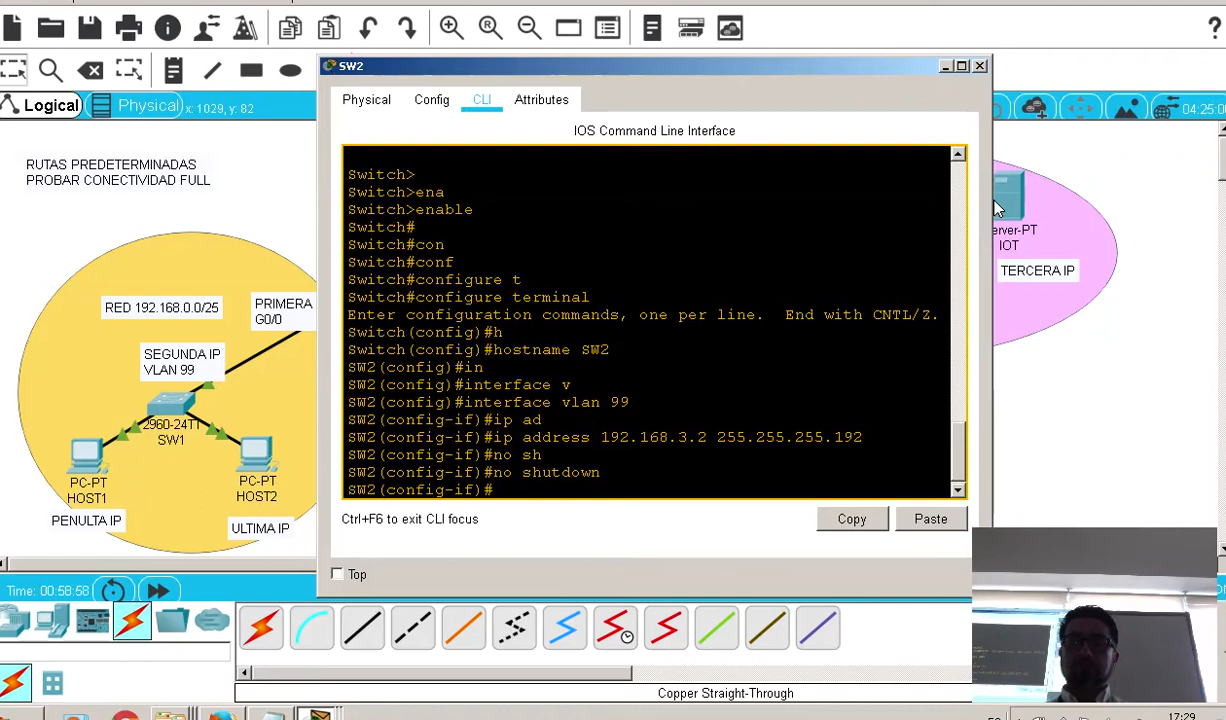 SW2
Logical
Physical
x: 1029, y: 82
04:25:0
Physical
Config
CLI
Attributes
IOS Command Line Interface
Switch>
Switch>ena
Switch>enable
Switch#
Switch#con
Switch#conf
Switch#configure t
Switch#configure terminal
Enter configuration commands, one per line.  End with CNTL/Z.
Switch(config)#h
Switch(config)#hostname SW2
SW2(config)#in
SW2(config)#interface v
SW2(config)#interface vlan 99
SW2(config-if)#ip ad
SW2(config-if)#ip address 192.168.3.2 255.255.255.192
SW2(config-if)#no sh
SW2(config-if)#no shutdown
SW2(config-if)#
Ctrl+F6 to exit CLI focus
Copy
Paste
Top
RUTAS PREDETERMINADAS
PROBAR CONECTIVIDAD FULL
RED 192.168.0.0/25
PRIMERA
G0/0
SEGUNDA IP
VLAN 99
2960-24TT
SW1
PC-PT
HOST1
PC-PT
HOST2
PENULTA IP
ULTIMA IP
erver-PT
IOT
TERCERA IP
Time: 00:58:58
Copper Straight-Through
17:29